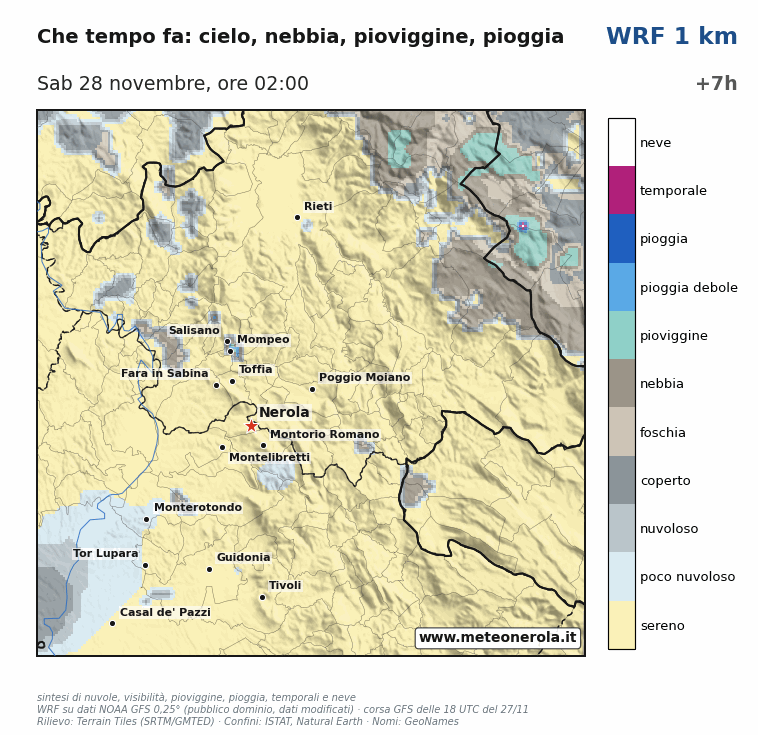 Che tempo fa: cielo, nebbia, pioviggine, pioggia
WRF 1 km
Sab 28 novembre, ore 02:00
+7h
neve
temporale
pioggia
pioggia debole
pioviggine
nebbia
foschia
coperto
nuvoloso
poco nuvoloso
sereno
Rieti
Salisano
Mompeo
Toffia
Fara in Sabina
Poggio Moiano
Nerola
Montorio Romano
Montelibretti
Monterotondo
Tor Lupara
Guidonia
Tivoli
Casal de' Pazzi
www.meteonerola.it
sintesi di nuvole, visibilità, pioviggine, pioggia, temporali e neve
WRF su dati NOAA GFS 0,25° (pubblico dominio, dati modificati) · corsa GFS delle 18 UTC del 27/11
Rilievo: Terrain Tiles (SRTM/GMTED) · Confini: ISTAT, Natural Earth · Nomi: GeoNames